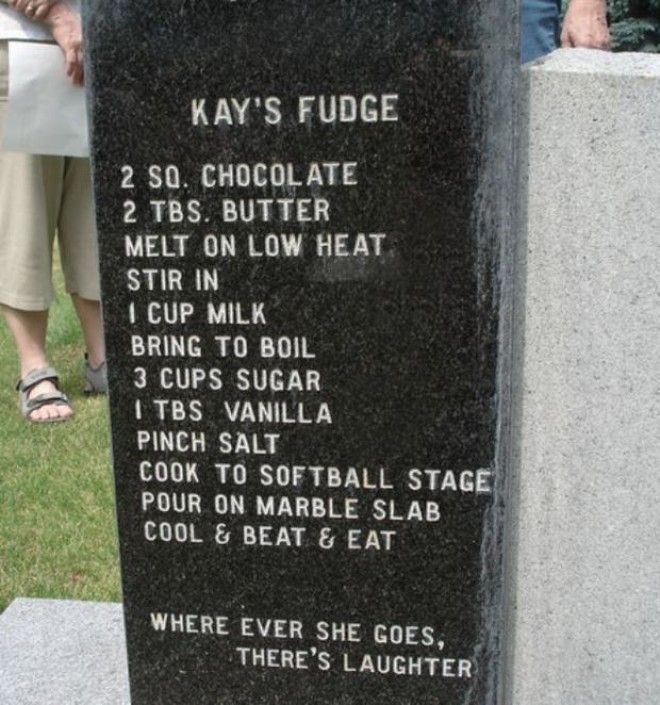 KAY'S FUDGE
2 SQ. CHOCOLATE
2 TBS. BUTTER
MELT ON LOW HEAT
STIR IN
1 CUP MILK
BRING TO BOIL
3 CUPS SUGAR
1 TBS VANILLA
PINCH SALT
COOK TO SOFTBALL STAGE
POUR ON MARBLE SLAB
COOL & BEAT & EAT
WHERE EVER SHE GOES,
THERE'S LAUGHTER